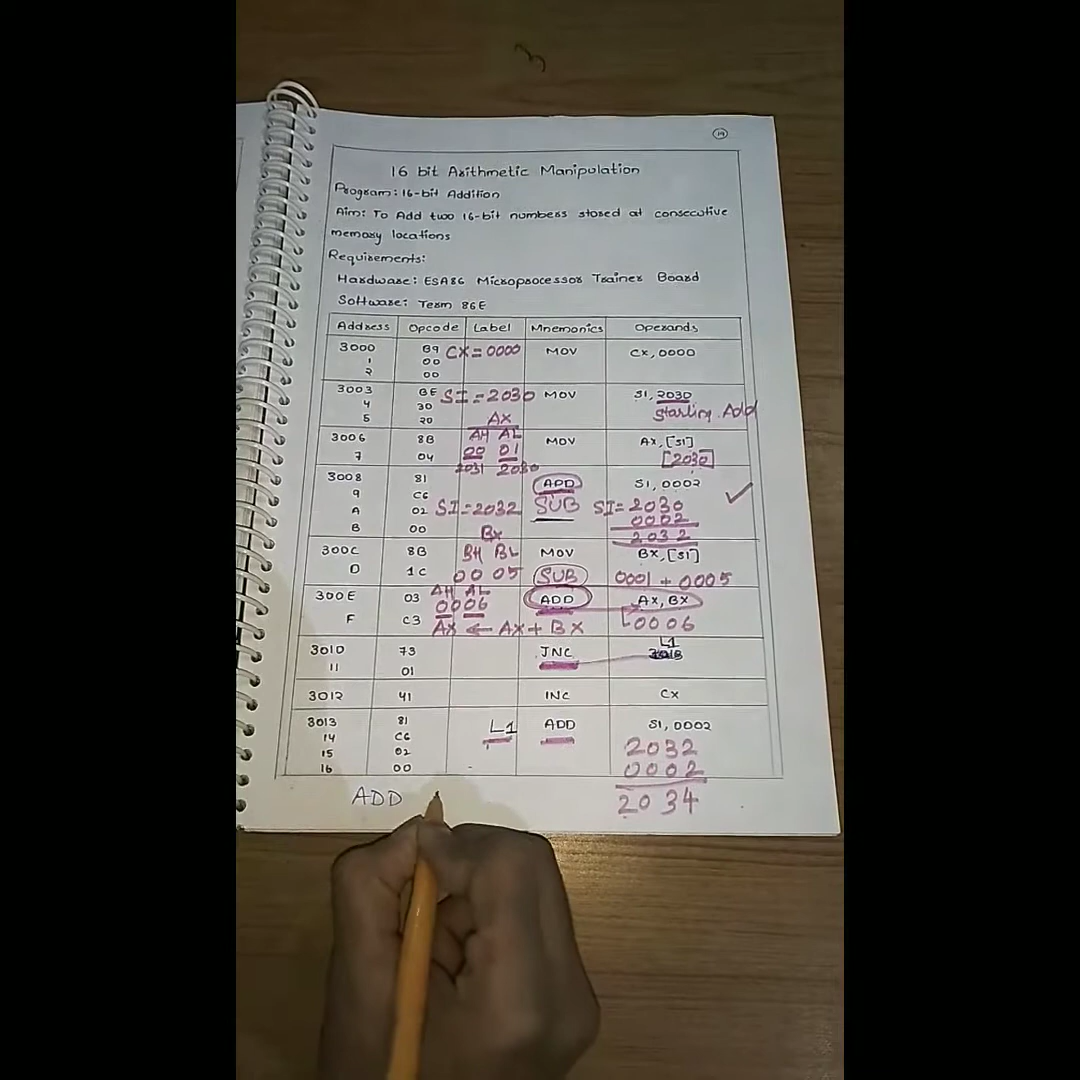 19
16 bit Arithmetic Manipulation
Program: 16-bit Addition
Aim: To Add two 16-bit numbers stored at consecutive
memory locations
Requirements:
Hardware: ESA86 Microprocessor Trainer Board
Software: Term 86E
Address Opcode Label Mnemonics Operands
3000 B9 CX=0000 MOV CX, 0000
1 00
2 00
3003 BE SI=2030 MOV SI, 2030
4 30 Starting Add
5 20 AX
AH AL
3006 8B MOV AX, [SI]
7 04 00 01 [2030]
2031 2030
3008 81 ADD SI, 0002
9 C6
A 02 SI=2032 SUB SI=2030
0002
B 00 2032
BX
300C 8B BH BL MOV BX, [SI]
D 1C 00 05 SUB 0001 + 0005
AH AL
300E 03 0006 ADD AX, BX
F C3 AX ← AX + BX 0006
L1
3010 73 JNC
11 01
3012 41 INC CX
3013 81 L1 ADD SI, 0002
14 C6
15 02 2032
16 00 0002
2034
ADD